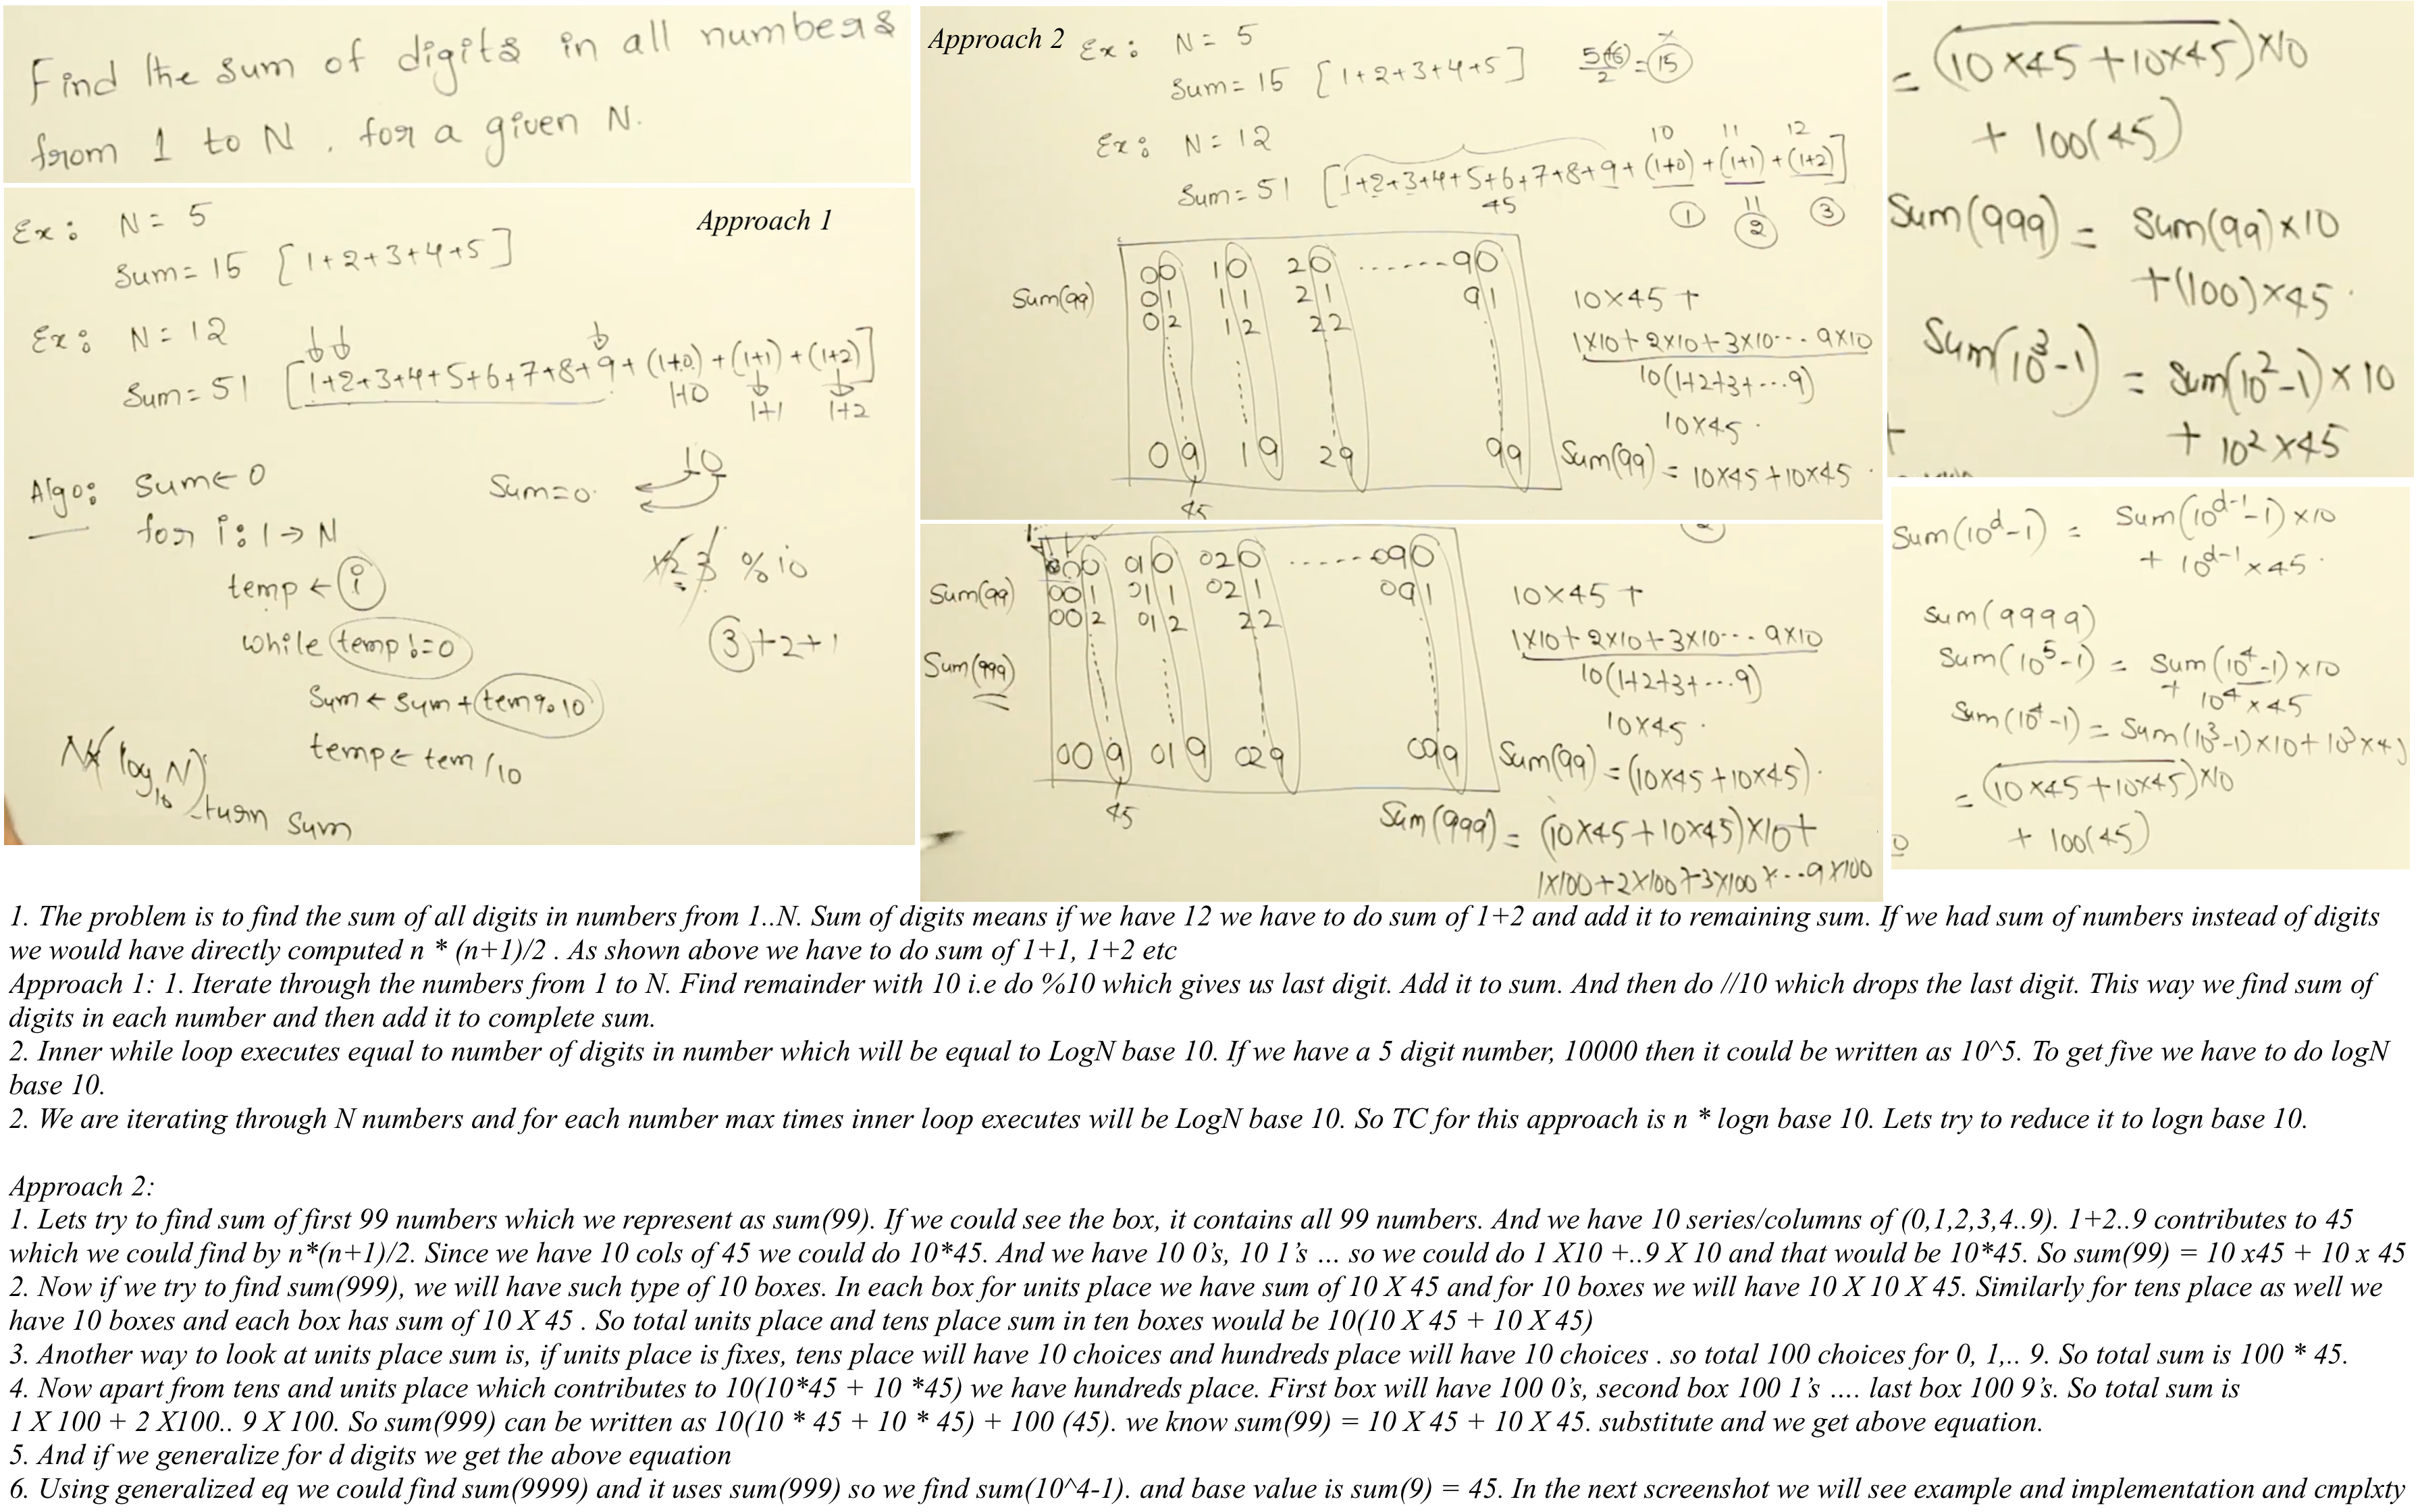 Find the sum of digits in all numbers
from 1 to N, for a given N.
Approach 1
Ex: N = 5
Sum = 15 [1+2+3+4+5]
Ex: N = 12
Sum = 51 [1+2+3+4+5+6+7+8+9+(1+0)+(1+1)+(1+2)]
1+0 1+1 1+2
Algo: Sum ← 0
for i: 1 → N
temp ← i
while temp != 0
Sum ← Sum + tem % 10
temp ← tem / 10
turn sum
Sum = 0
10
123 % 10
3+2+1
N × (log₁₀N)
Approach 2
Ex: N = 5
Sum = 15 [1+2+3+4+5]
5(6)/2 = 15
Ex: N = 12
10 11 12
Sum = 51 [1+2+3+4+5+6+7+8+9+(1+0)+(1+1)+(1+2)]
45 1 11 2 3
Sum(99)
00 10 20 ------- 90
01 11 21 91
02 12 22
09 19 29 99
45
10×45 +
1×10+2×10+3×10--- 9×10
10(1+2+3+---9)
10×45
Sum(99) = 10×45+10×45
Sum(99)
Sum(999)
000 010 020 ------ 090
001 011 021 091
002 012 22
009 019 029 099
45
10×45 +
1×10+2×10+3×10--- 9×10
10(1+2+3+---9)
10×45
Sum(99) = (10×45+10×45)
Sum(999) = (10×45+10×45)×10+
1×100+2×100+3×100+--9×100
= (10×45+10×45)×10
+ 100(45)
Sum(999) = Sum(99)×10
+(100)×45
Sum(10³-1) = Sum(10²-1)×10
+ 10²×45
Sum(10^d-1) = Sum(10^d-1-1)×10
+ 10^d-1×45
Sum(9999)
Sum(10⁵-1) = Sum(10⁴-1)×10
+ 10⁴×45
Sum(10⁴-1) = Sum(10³-1)×10+10³×45
= (10×45+10×45)×10
+ 100(45)
1. The problem is to find the sum of all digits in numbers from 1..N. Sum of digits means if we have 12 we have to do sum of 1+2 and add it to remaining sum. If we had sum of numbers instead of digits
we would have directly computed n * (n+1)/2 . As shown above we have to do sum of 1+1, 1+2 etc
Approach 1: 1. Iterate through the numbers from 1 to N. Find remainder with 10 i.e do %10 which gives us last digit. Add it to sum. And then do //10 which drops the last digit. This way we find sum of
digits in each number and then add it to complete sum.
2. Inner while loop executes equal to number of digits in number which will be equal to LogN base 10. If we have a 5 digit number, 10000 then it could be written as 10^5. To get five we have to do logN
base 10.
2. We are iterating through N numbers and for each number max times inner loop executes will be LogN base 10. So TC for this approach is n * logn base 10. Lets try to reduce it to logn base 10.
Approach 2:
1. Lets try to find sum of first 99 numbers which we represent as sum(99). If we could see the box, it contains all 99 numbers. And we have 10 series/columns of (0,1,2,3,4..9). 1+2..9 contributes to 45
which we could find by n*(n+1)/2. Since we have 10 cols of 45 we could do 10*45. And we have 10 0’s, 10 1’s ... so we could do 1 X10 +..9 X 10 and that would be 10*45. So sum(99) = 10 x45 + 10 x 45
2. Now if we try to find sum(999), we will have such type of 10 boxes. In each box for units place we have sum of 10 X 45 and for 10 boxes we will have 10 X 10 X 45. Similarly for tens place as well we
have 10 boxes and each box has sum of 10 X 45 . So total units place and tens place sum in ten boxes would be 10(10 X 45 + 10 X 45)
3. Another way to look at units place sum is, if units place is fixes, tens place will have 10 choices and hundreds place will have 10 choices . so total 100 choices for 0, 1,.. 9. So total sum is 100 * 45.
4. Now apart from tens and units place which contributes to 10(10*45 + 10 *45) we have hundreds place. First box will have 100 0’s, second box 100 1’s .... last box 100 9’s. So total sum is
1 X 100 + 2 X100.. 9 X 100. So sum(999) can be written as 10(10 * 45 + 10 * 45) + 100 (45). we know sum(99) = 10 X 45 + 10 X 45. substitute and we get above equation.
5. And if we generalize for d digits we get the above equation
6. Using generalized eq we could find sum(9999) and it uses sum(999) so we find sum(10^4-1). and base value is sum(9) = 45. In the next screenshot we will see example and implementation and cmplxty